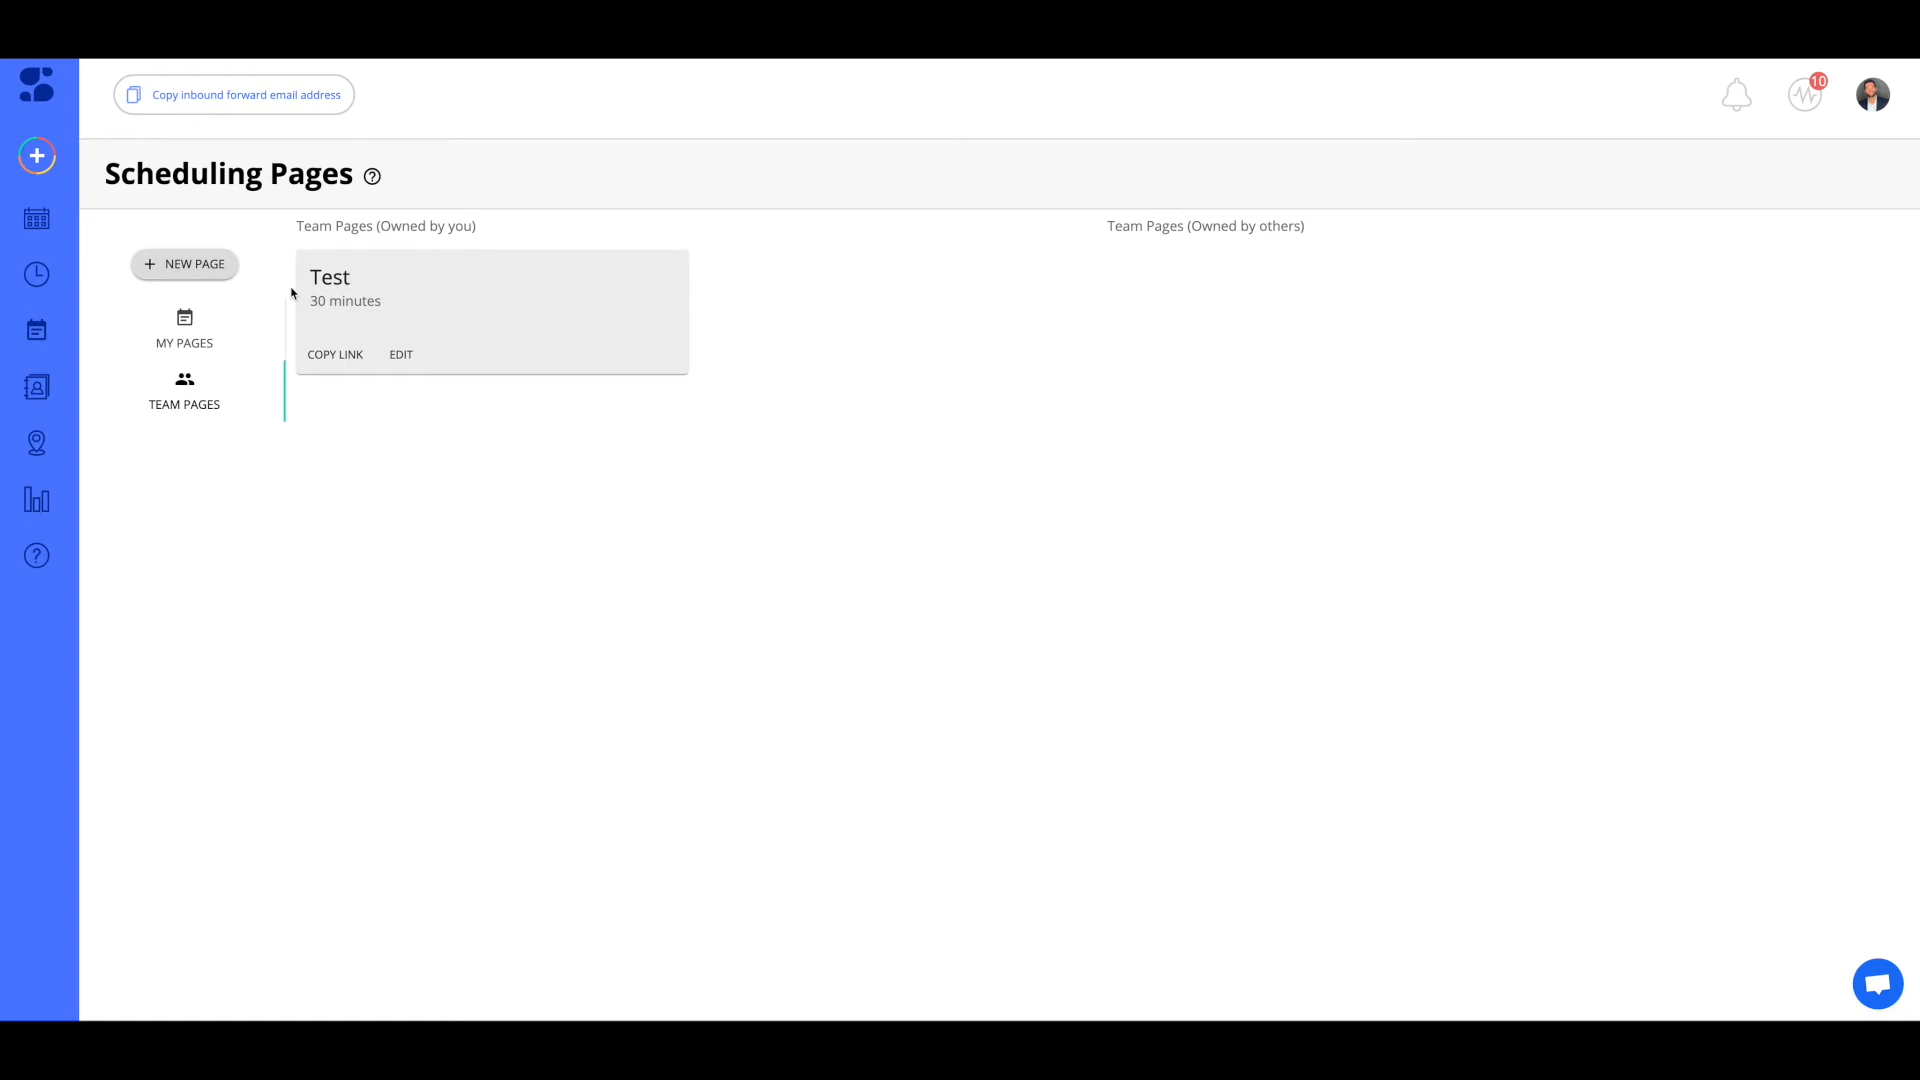 Copy inbound forward email address
10
Scheduling Pages
Team Pages (Owned by you)
Team Pages (Owned by others)
+ NEW PAGE
Test
30 minutes
MY PAGES
COPY LINK EDIT
TEAM PAGES